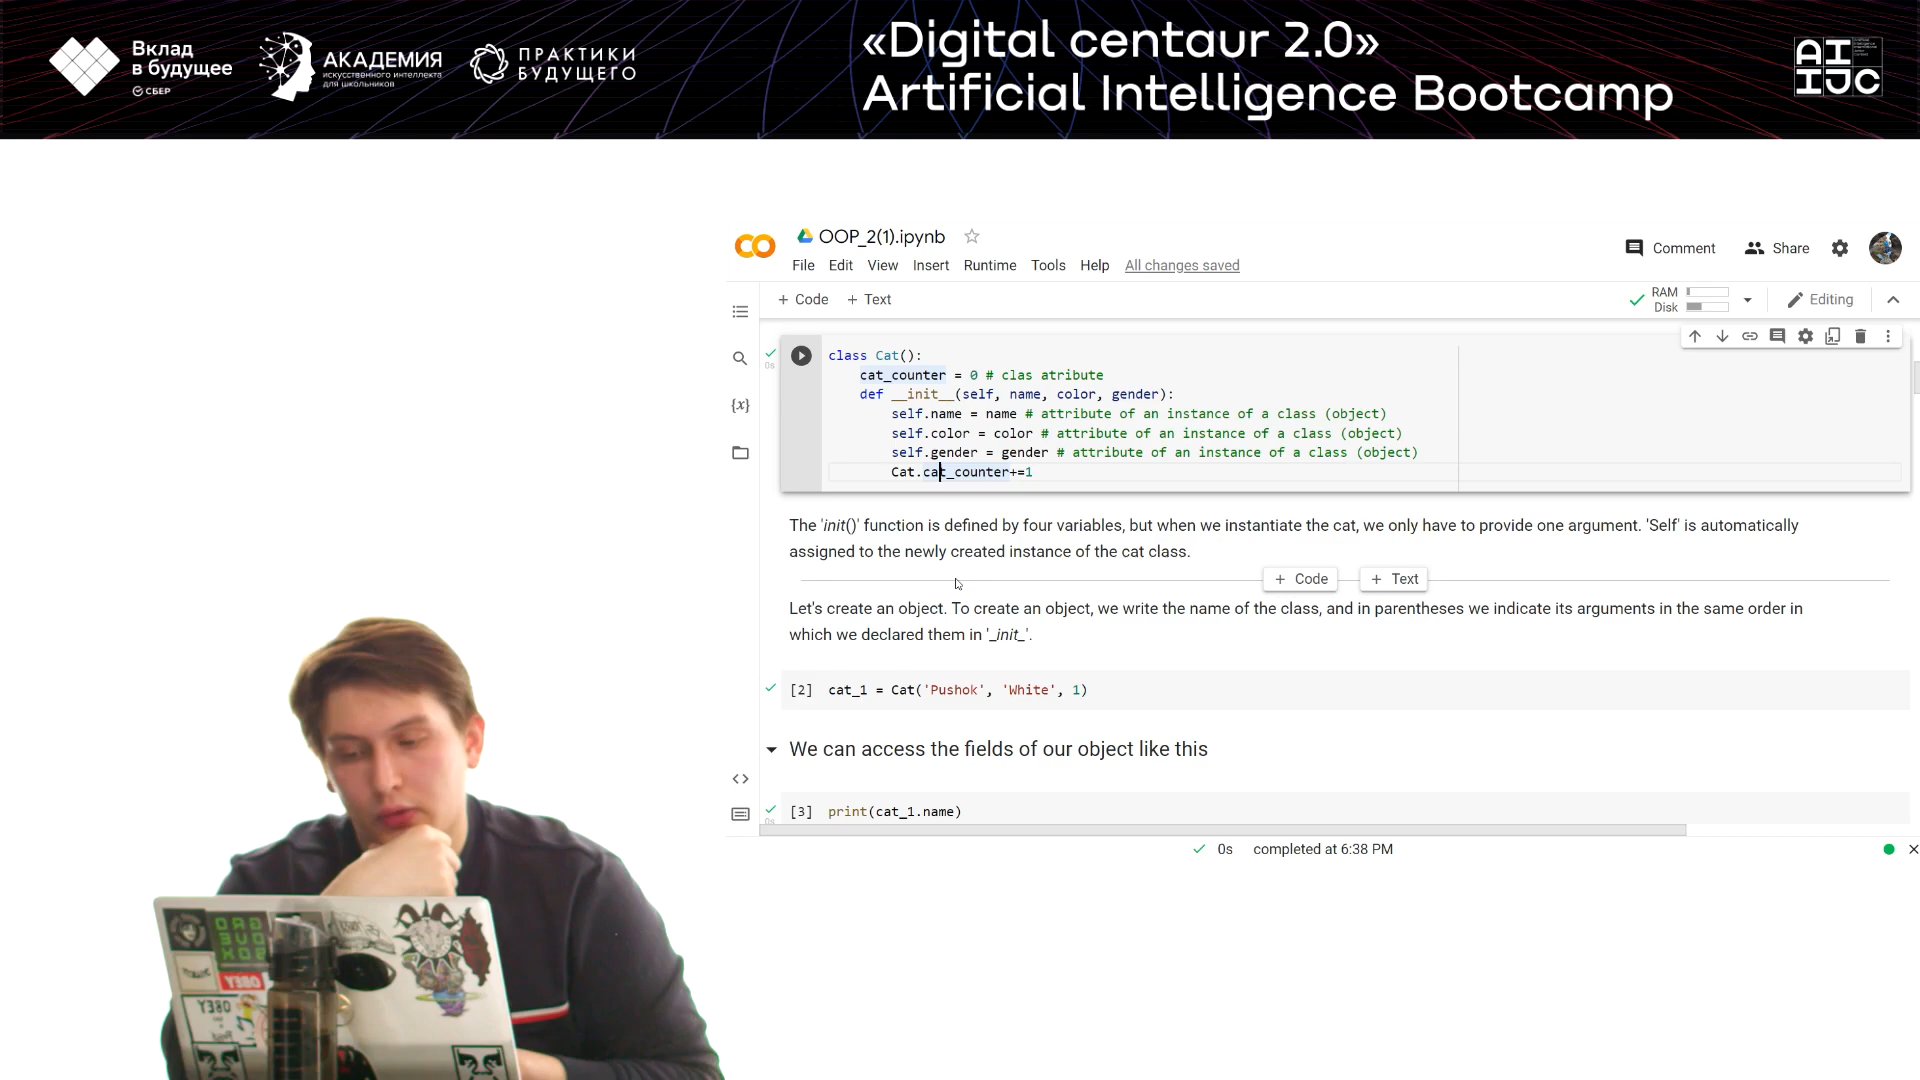 Вклад
в будущее
СБЕР
АКАДЕМИЯ
искусственного интеллекта
для школьников
ПРАКТИКИ
БУДУЩЕГО
«Digital centaur 2.0»
Artificial Intelligence Bootcamp
AI
IJC
OOP_2(1).ipynb
File Edit View Insert Runtime Tools Help All changes saved
Comment Share
+ Code + Text
RAM
Disk
Editing
class Cat():
cat_counter = 0 # clas atribute
def __init__(self, name, color, gender):
self.name = name # attribute of an instance of a class (object)
self.color = color # attribute of an instance of a class (object)
self.gender = gender # attribute of an instance of a class (object)
Cat.cat_counter+=1
0s
{x}
The 'init()' function is defined by four variables, but when we instantiate the cat, we only have to provide one argument. 'Self' is automatically
assigned to the newly created instance of the cat class.
+ Code + Text
Let's create an object. To create an object, we write the name of the class, and in parentheses we indicate its arguments in the same order in
which we declared them in '_init_'.
[2] cat_1 = Cat('Pushok', 'White', 1)
We can access the fields of our object like this
[3] print(cat_1.name)
0s
0s completed at 6:38 PM
OBEY
OBEY